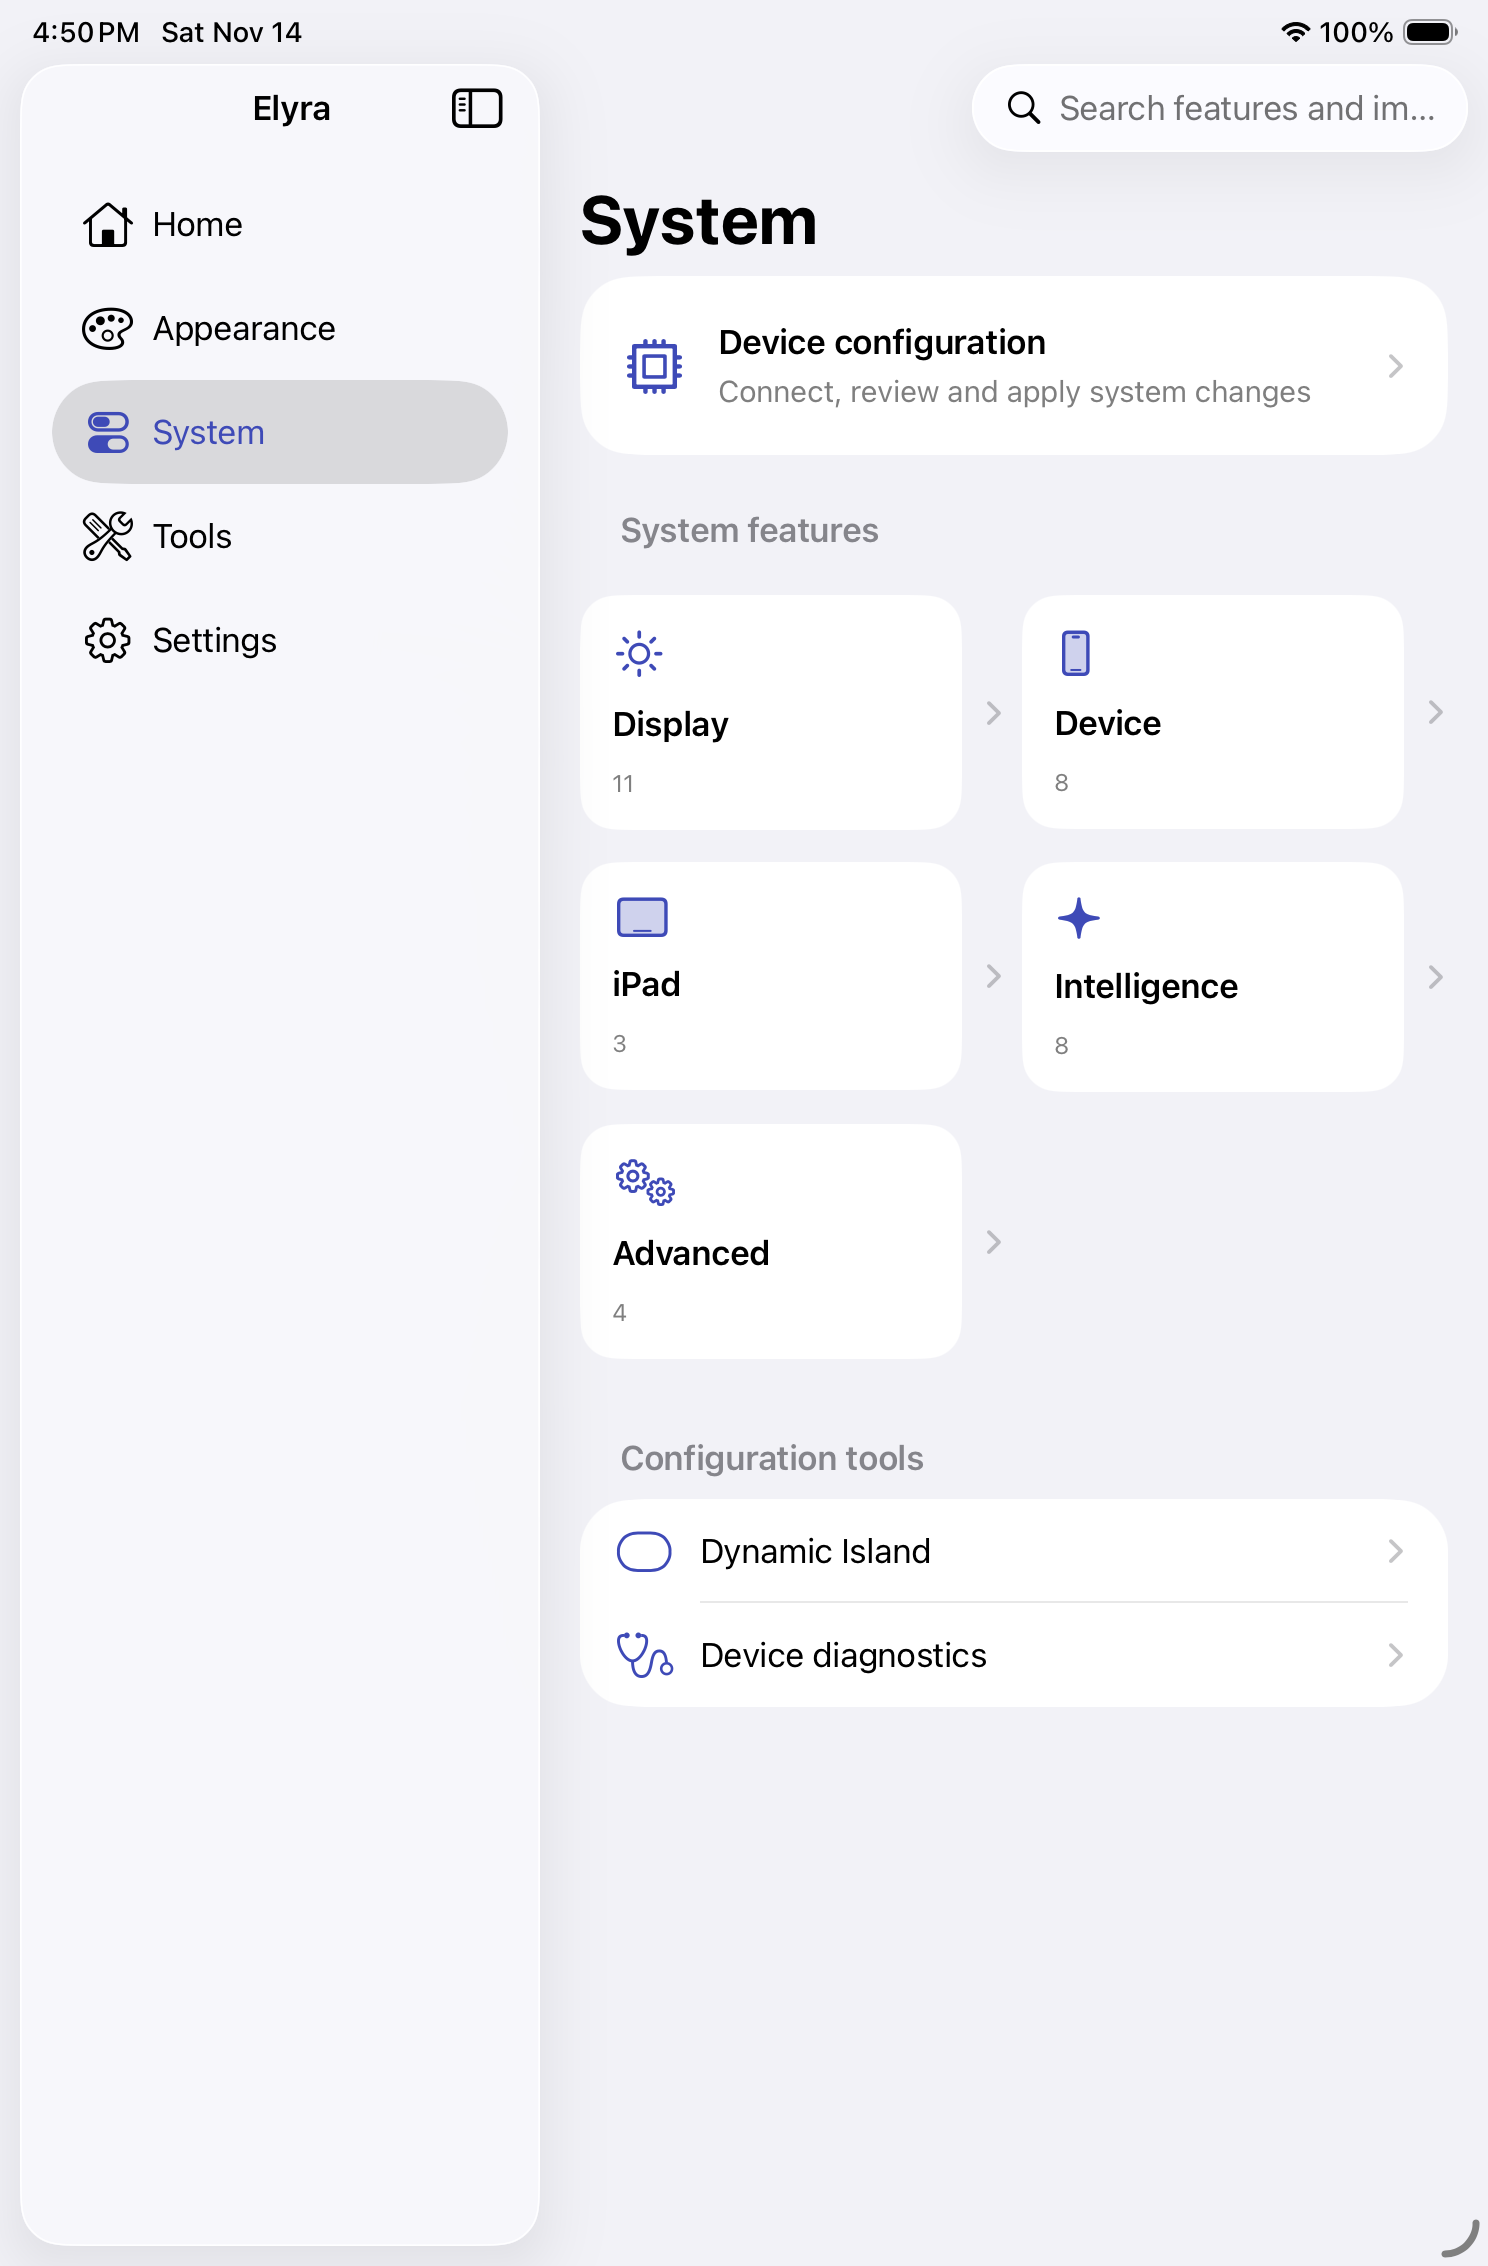 4:50 PM Sat Nov 14
100%
Elyra
Search features and im...
Home
Appearance
System
Tools
Settings
System
Device configuration
Connect, review and apply system changes
System features
Display
11
Device
8
iPad
3
Intelligence
8
Advanced
4
Configuration tools
Dynamic Island
Device diagnostics